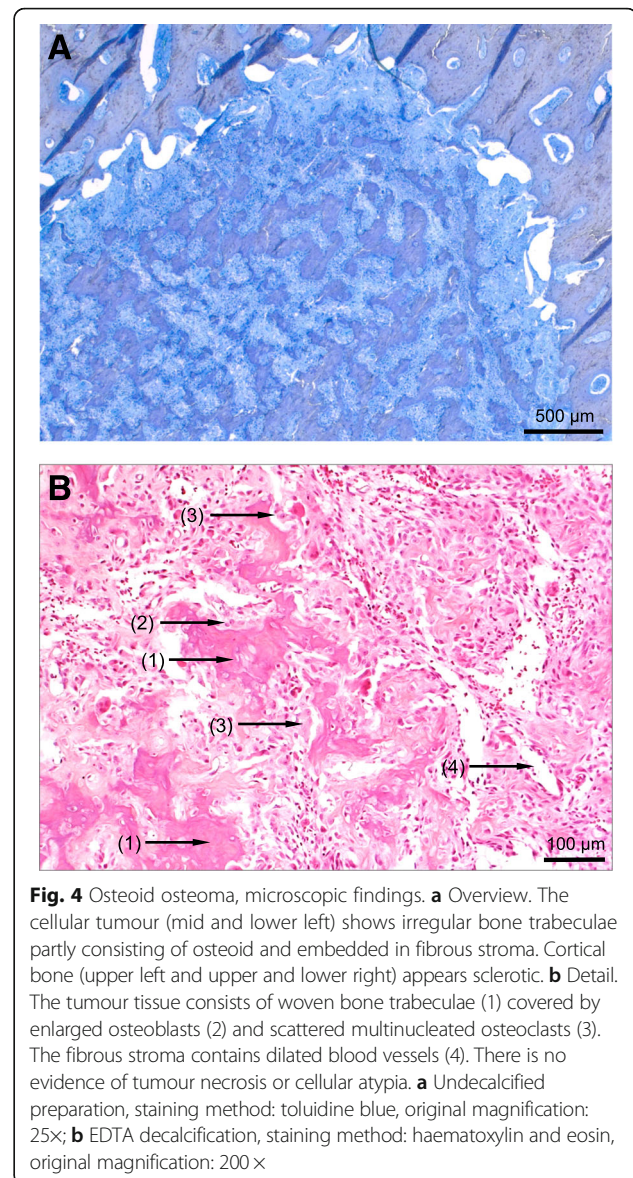 A
500 µm
B
(3)
(2)
(1)
(3)
(4)
(1)
100 µm
Fig. 4 Osteoid osteoma, microscopic findings. a Overview. The
cellular tumour (mid and lower left) shows irregular bone trabeculae
partly consisting of osteoid and embedded in fibrous stroma. Cortical
bone (upper left and upper and lower right) appears sclerotic. b Detail.
The tumour tissue consists of woven bone trabeculae (1) covered by
enlarged osteoblasts (2) and scattered multinucleated osteoclasts (3).
The fibrous stroma contains dilated blood vessels (4). There is no
evidence of tumour necrosis or cellular atypia. a Undecalcified
preparation, staining method: toluidine blue, original magnification:
25×; b EDTA decalcification, staining method: haematoxylin and eosin,
original magnification: 200 ×